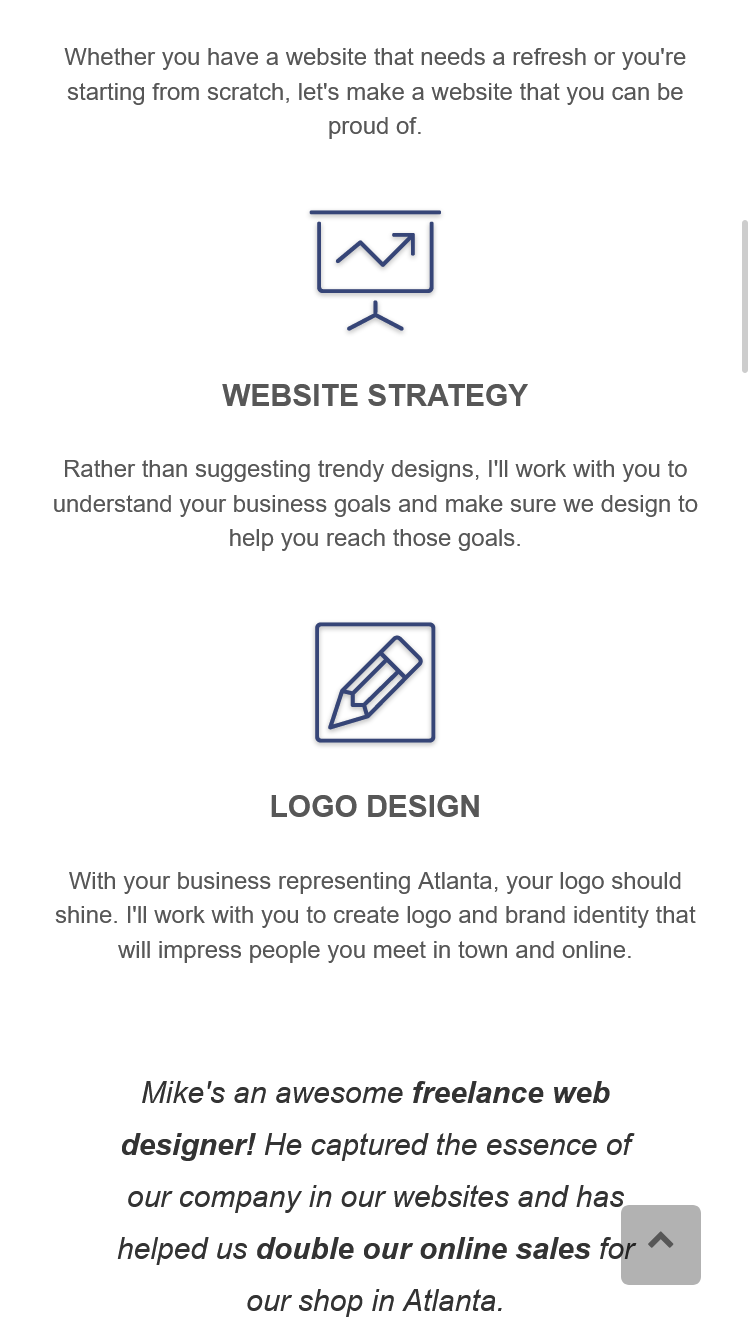 Whether you have a website that needs a refresh or you're
starting from scratch, let's make a website that you can be
proud of.
WEBSITE STRATEGY
Rather than suggesting trendy designs, I'll work with you to
understand your business goals and make sure we design to
help you reach those goals.
LOGO DESIGN
With your business representing Atlanta, your logo should
shine. I'll work with you to create logo and brand identity that
will impress people you meet in town and online.
Mike's an awesome freelance web
designer! He captured the essence of
our company in our websites and has
helped us double our online sales for
our shop in Atlanta.